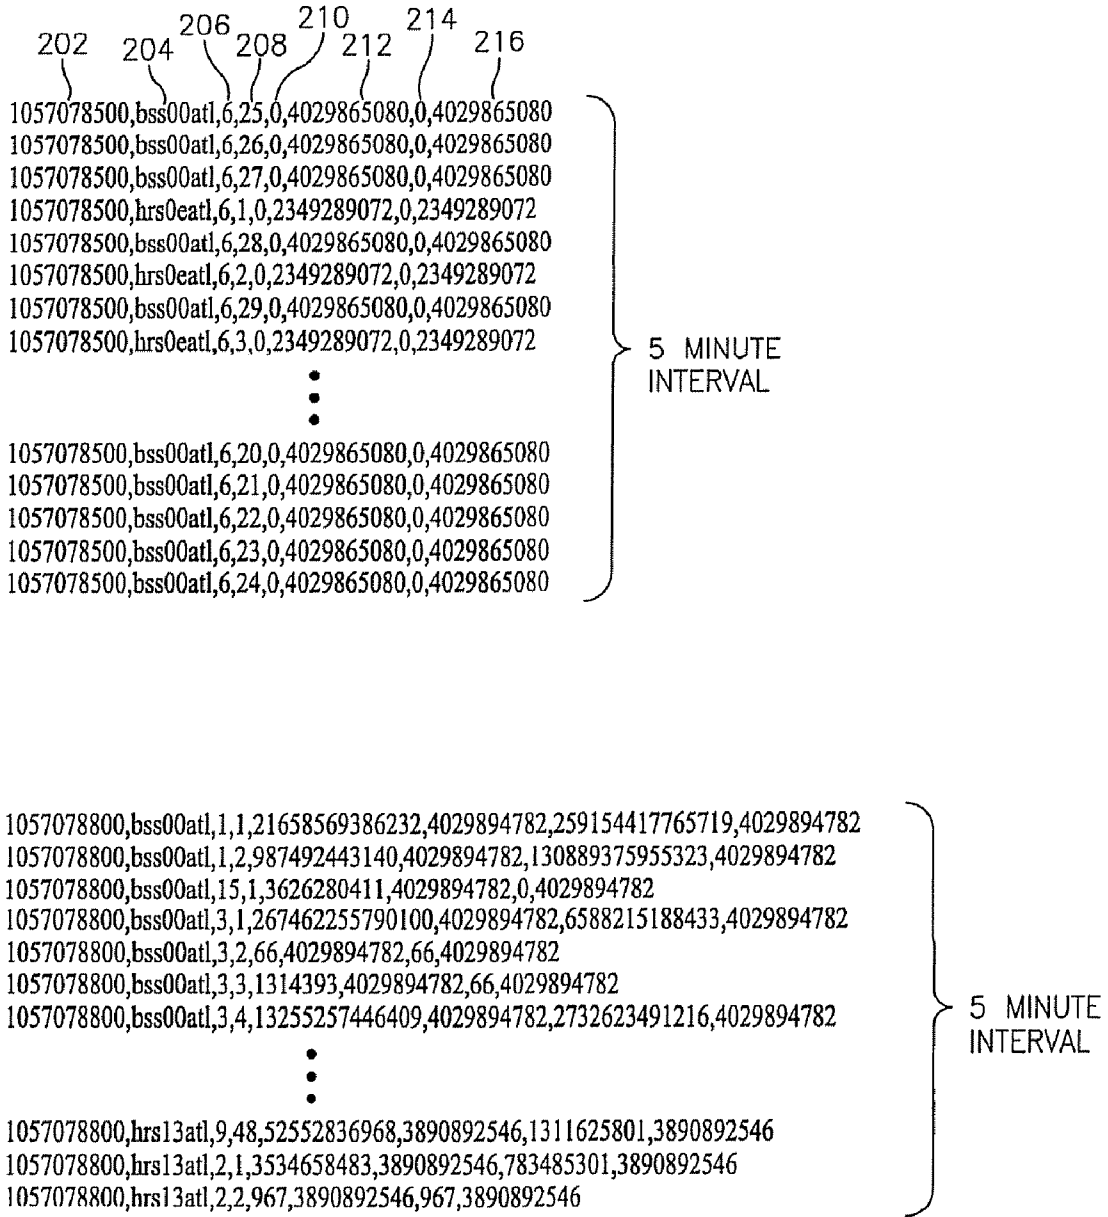 202 204 206 208 210 212 214 216
1057078500,bss00atl,6,25,0,4029865080,0,4029865080
1057078500,bss00atl,6,26,0,4029865080,0,4029865080
1057078500,bss00atl,6,27,0,4029865080,0,4029865080
1057078500,hrs0eatl,6,1,0,2349289072,0,2349289072
1057078500,bss00atl,6,28,0,4029865080,0,4029865080
1057078500,hrs0eatl,6,2,0,2349289072,0,2349289072
1057078500,bss00atl,6,29,0,4029865080,0,4029865080
1057078500,hrs0eatl,6,3,0,2349289072,0,2349289072
5 MINUTE
INTERVAL
1057078500,bss00atl,6,20,0,4029865080,0,4029865080
1057078500,bss00atl,6,21,0,4029865080,0,4029865080
1057078500,bss00atl,6,22,0,4029865080,0,4029865080
1057078500,bss00atl,6,23,0,4029865080,0,4029865080
1057078500,bss00atl,6,24,0,4029865080,0,4029865080
1057078800,bss00atl,1,1,21658569386232,4029894782,259154417765719,4029894782
1057078800,bss00atl,1,2,987492443140,4029894782,130889375955323,4029894782
1057078800,bss00atl,15,1,3626280411,4029894782,0,4029894782
1057078800,bss00atl,3,1,267462255790100,4029894782,6588215188433,4029894782
1057078800,bss00atl,3,2,66,4029894782,66,4029894782
1057078800,bss00atl,3,3,1314393,4029894782,66,4029894782
1057078800,bss00atl,3,4,13255257446409,4029894782,2732623491216,4029894782
5 MINUTE
INTERVAL
1057078800,hrs13atl,9,48,52552836968,3890892546,1311625801,3890892546
1057078800,hrs13atl,2,1,3534658483,3890892546,783485301,3890892546
1057078800,hrs13atl,2,2,967,3890892546,967,3890892546